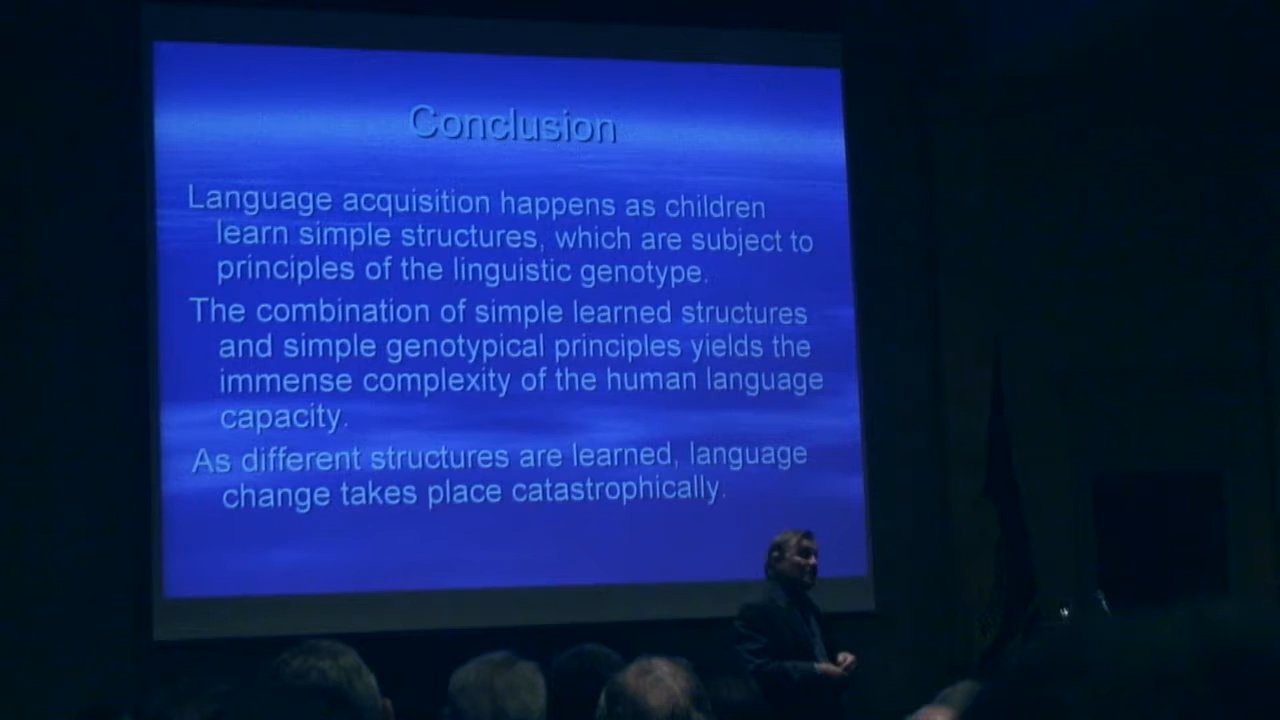 Conclusion
Language acquisition happens as children
learn simple structures, which are subject to
principles of the linguistic genotype.
The combination of simple learned structures
and simple genotypical principles yields the
immense complexity of the human language
capacity.
As different structures are learned, language
change takes place catastrophically.